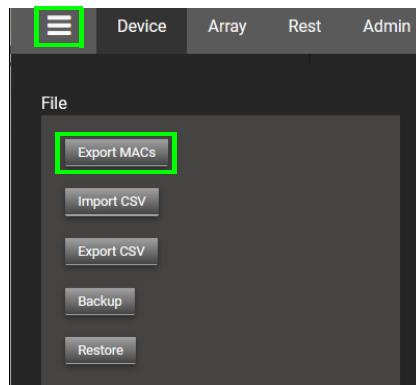 Device Array Rest Admin
File
Export MACs
Import CSV
Export CSV
Backup
Restore